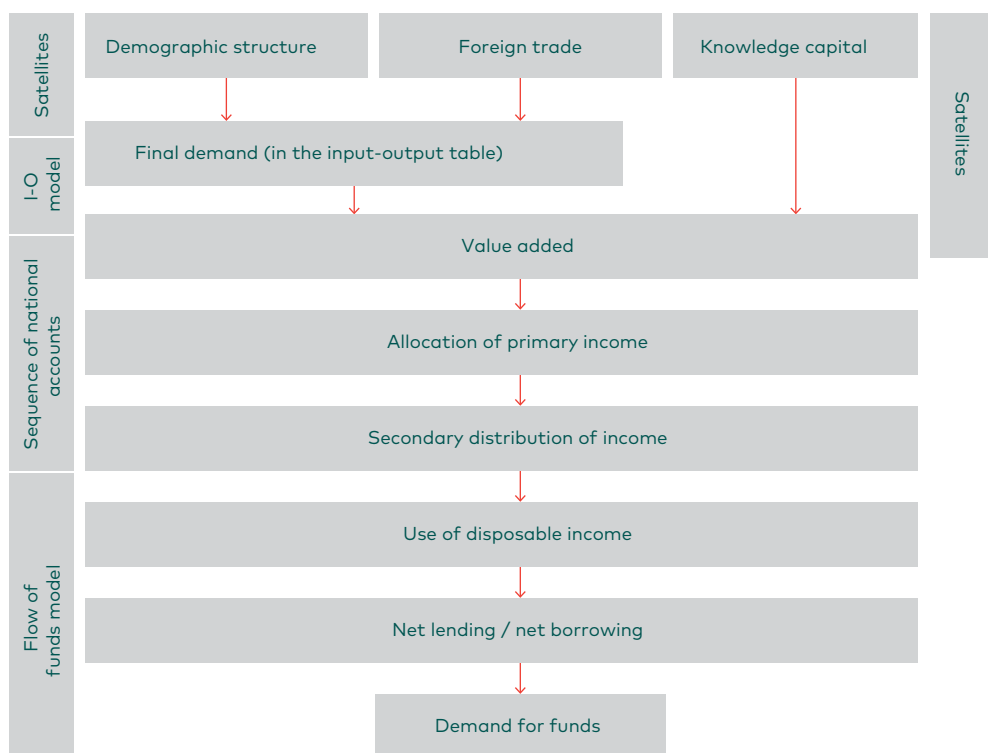 Satellites
Demographic structure
Foreign trade
Knowledge capital
Satellites
I-O
model
Final demand (in the input-output table)
Sequence of national
accounts
Value added
Allocation of primary income
Secondary distribution of income
Flow of
funds model
Use of disposable income
Net lending / net borrowing
Demand for funds